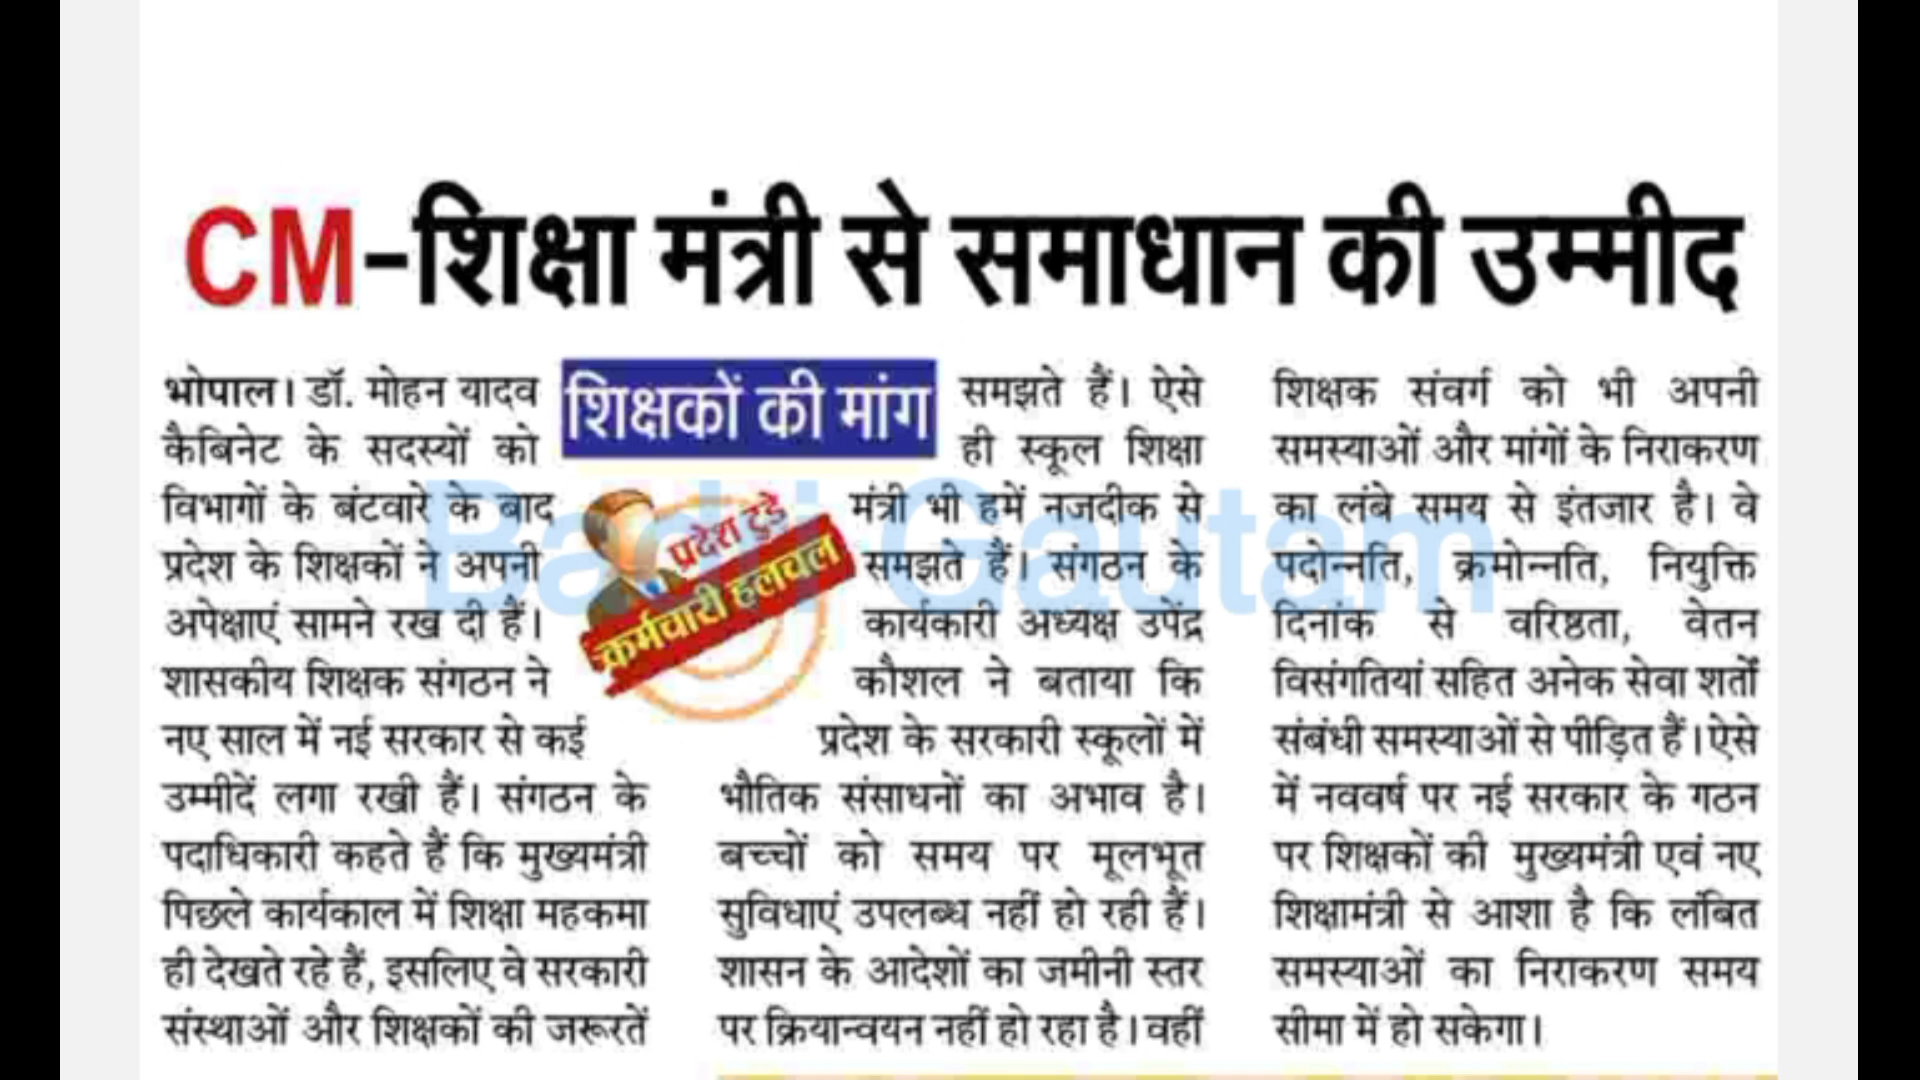 CM-शिक्षा मंत्री से समाधान की उम्मीद
शिक्षकों की मांग
भोपाल। डॉ. मोहन यादव
कैबिनेट के सदस्यों को
विभागों के बंटवारे के बाद
प्रदेश के शिक्षकों ने अपनी
अपेक्षाएं सामने रख दी हैं।
शासकीय शिक्षक संगठन ने
नए साल में नई सरकार से कई
उम्मीदें लगा रखी हैं। संगठन के
पदाधिकारी कहते हैं कि मुख्यमंत्री
पिछले कार्यकाल में शिक्षा महकमा
ही देखते रहे हैं, इसलिए वे सरकारी
संस्थाओं और शिक्षकों की जरूरतें
प्रदेश टुडे
कर्मचारी हलचल
समझते हैं। ऐसे
ही स्कूल शिक्षा
मंत्री भी हमें नजदीक से
समझते हैं। संगठन के
कार्यकारी अध्यक्ष उपेंद्र
कौशल ने बताया कि
प्रदेश के सरकारी स्कूलों में
भौतिक संसाधनों का अभाव है।
बच्चों को समय पर मूलभूत
सुविधाएं उपलब्ध नहीं हो रही हैं।
शासन के आदेशों का जमीनी स्तर
पर क्रियान्वयन नहीं हो रहा है। वहीं
शिक्षक संवर्ग को भी अपनी
समस्याओं और मांगों के निराकरण
का लंबे समय से इंतजार है। वे
पदोन्नति, क्रमोन्नति, नियुक्ति
दिनांक से वरिष्ठता, वेतन
विसंगतियां सहित अनेक सेवा शर्तों
संबंधी समस्याओं से पीड़ित हैं। ऐसे
में नववर्ष पर नई सरकार के गठन
पर शिक्षकों की मुख्यमंत्री एवं नए
शिक्षामंत्री से आशा है कि लंबित
समस्याओं का निराकरण समय
सीमा में हो सकेगा।
Gautam